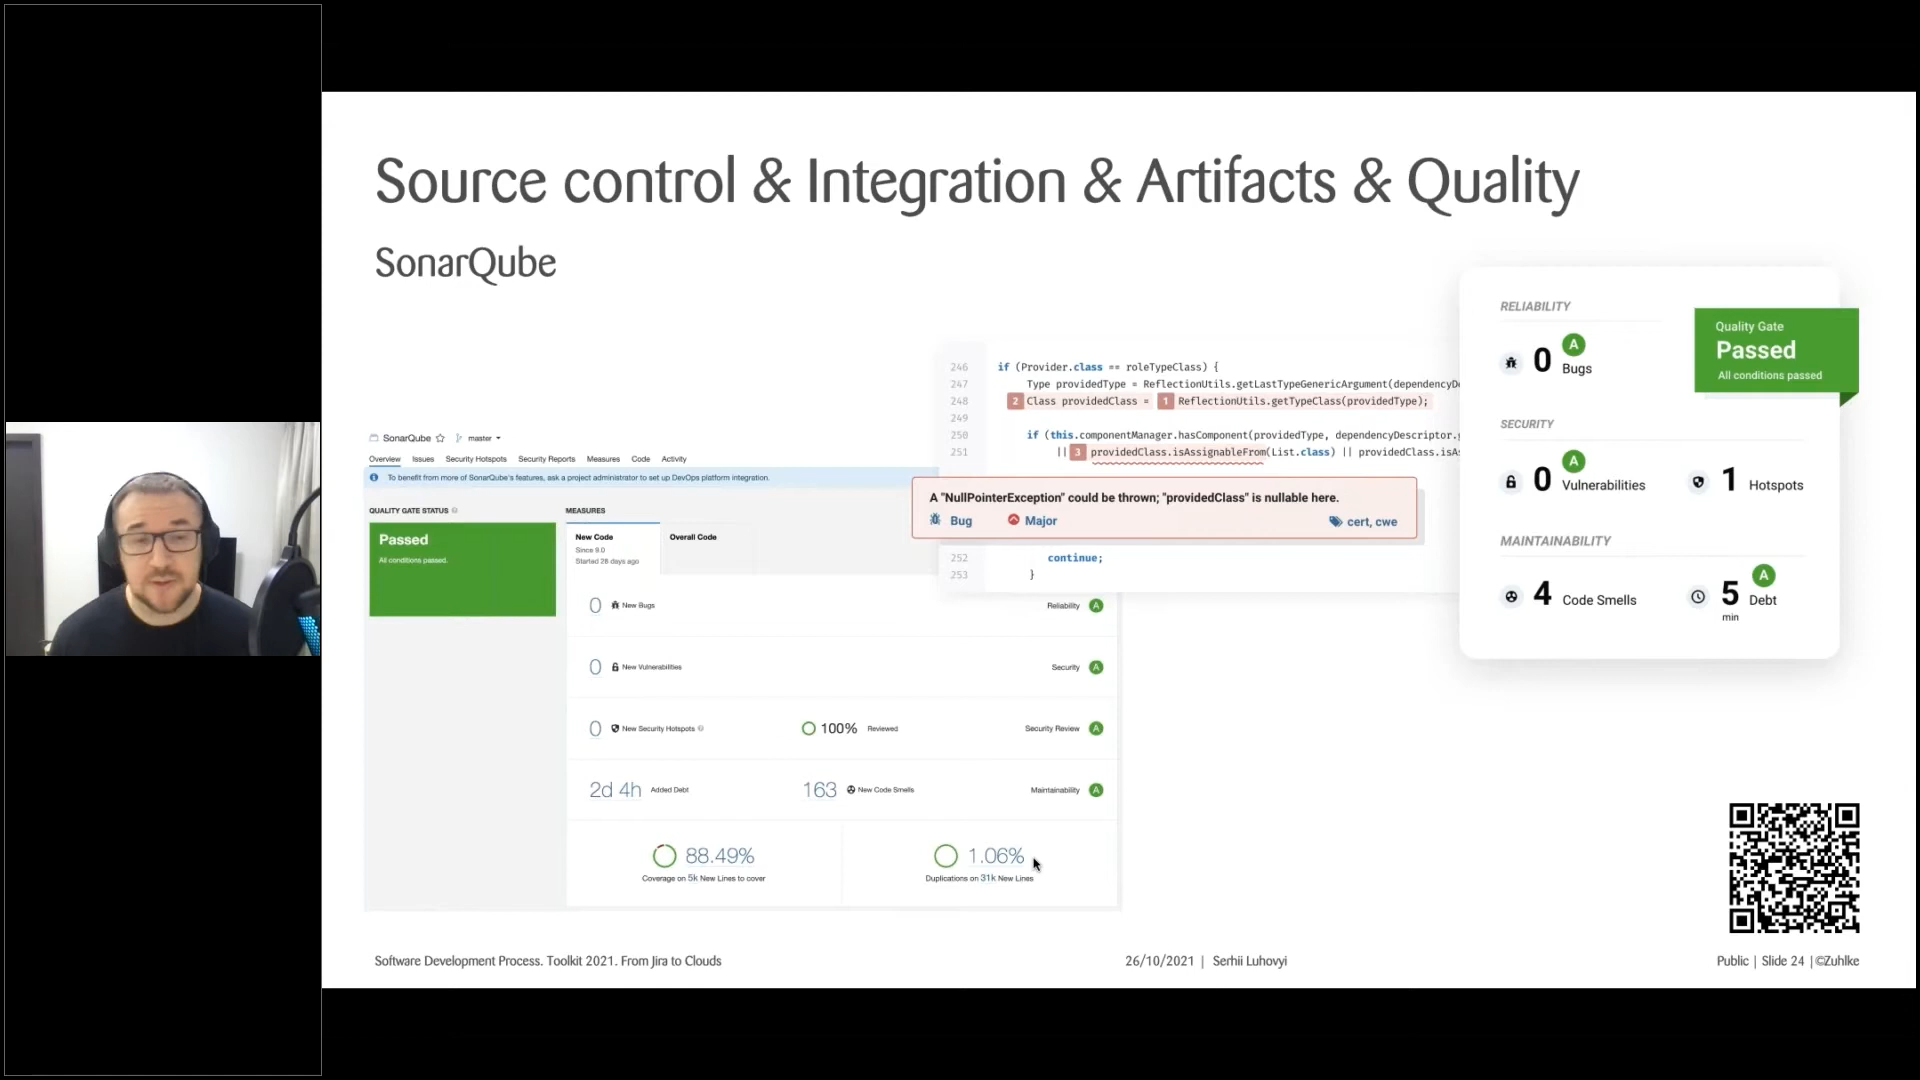 Source control & Integration & Artifacts & Quality
SonarQube
SonarQube master
Overview Issues Security Hotspots Security Reports Measures Code Activity
To benefit from more of SonarQube's features, ask a project administrator to set up DevOps platform integration.
QUALITY GATE STATUS
Passed
All conditions passed.
MEASURES
New Code
Since 9.0
Started 28 days ago
Overall Code
0 New Bugs
Reliability A
0 New Vulnerabilities
Security A
0 New Security Hotspots
100% Reviewed
Security Review A
2d 4h Added Debt
163 New Code Smells
Maintainability A
88.49%
Coverage on 5k New Lines to cover
1.06%
Duplications on 31k New Lines
246 if (Provider.class == roleTypeClass) {
247 Type providedType = ReflectionUtils.getLastTypeGenericArgument(dependencyDe
248 2 Class providedClass = 1 ReflectionUtils.getTypeClass(providedType);
249
250 if (this.componentManager.hasComponent(providedType, dependencyDescriptor.g
251 || 3 providedClass.isAssignableFrom(List.class) || providedClass.isAs
A "NullPointerException" could be thrown; "providedClass" is nullable here.
Bug Major cert, cwe
252 continue;
253 }
RELIABILITY
0 A Bugs
Quality Gate
Passed
All conditions passed
SECURITY
0 A Vulnerabilities
1 Hotspots
MAINTAINABILITY
4 Code Smells
5 min A Debt
Software Development Process. Toolkit 2021. From Jira to Clouds
26/10/2021 | Serhii Luhovyi
Public | Slide 24 | ©Zuhlke